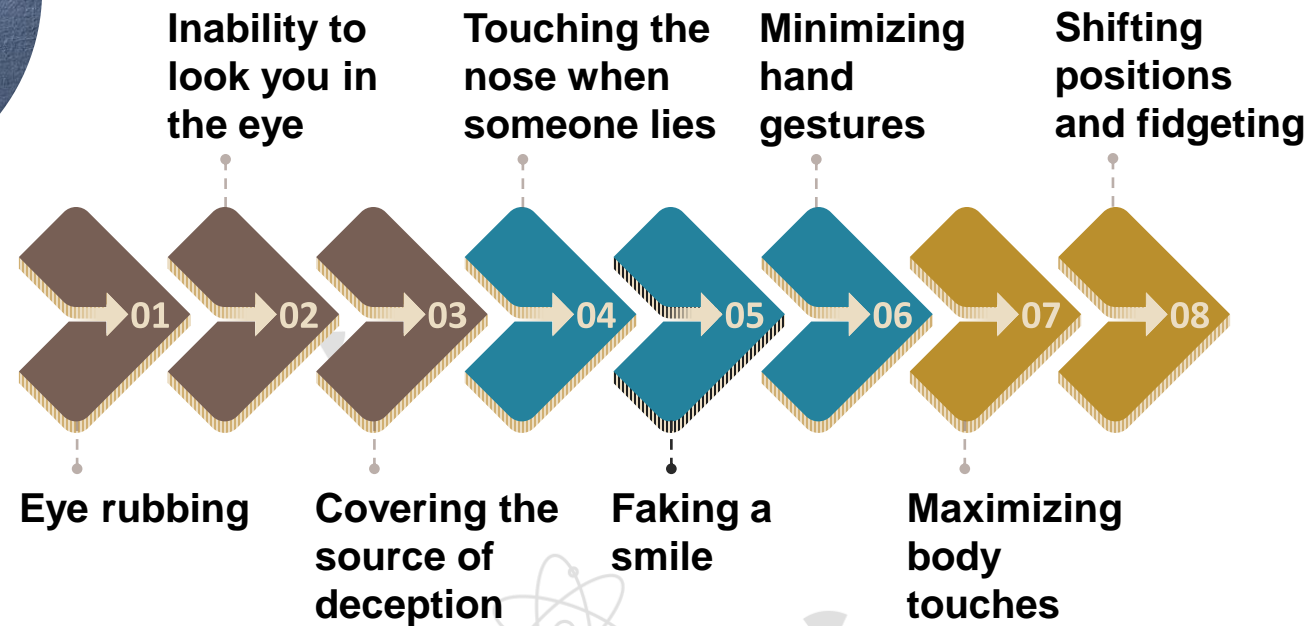 Inability to
look you in
the eye
Touching the
nose when
someone lies
Minimizing
hand
gestures
Shifting
positions
and fidgeting
01
02
03
04
05
06
07
08
Eye rubbing
Covering the
source of
deception
Faking a
smile
Maximizing
body
touches